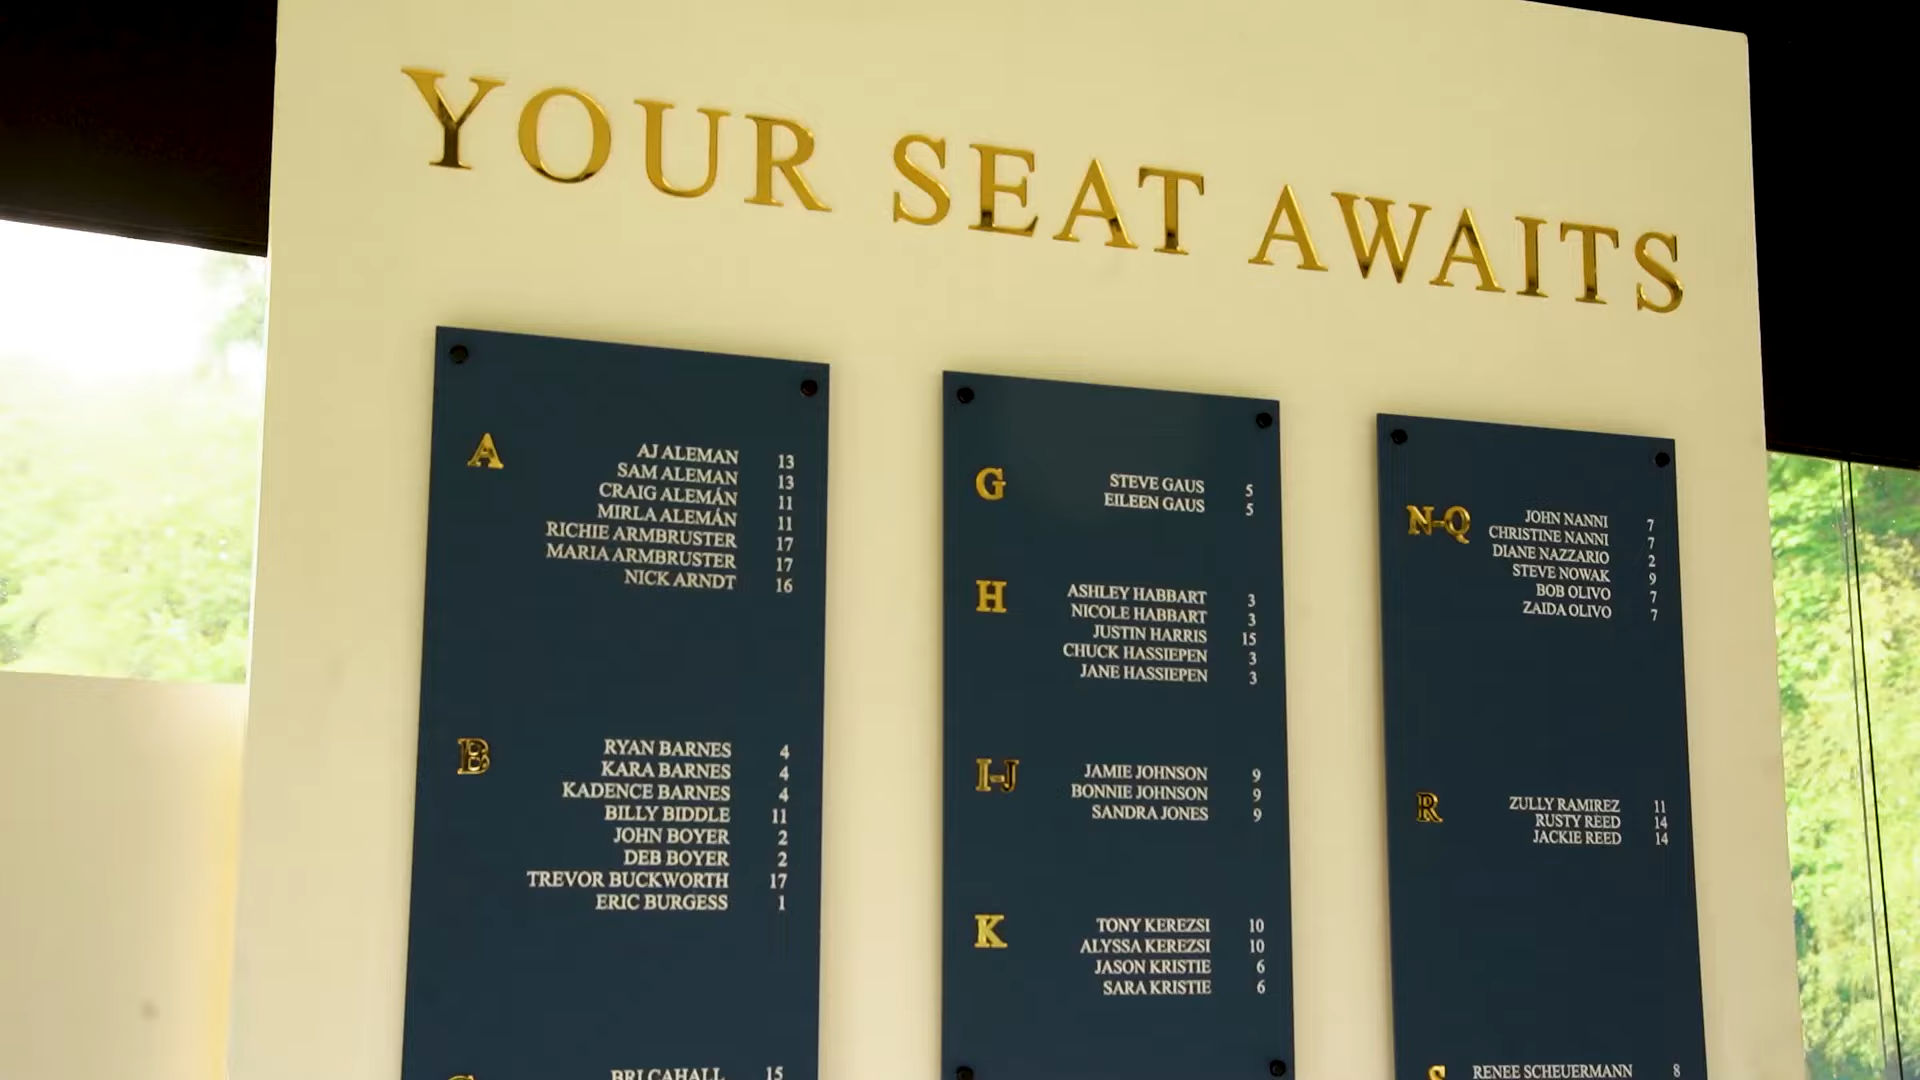 YOUR SEAT AWAITS
A
AJ ALEMAN 13
SAM ALEMAN 13
CRAIG ALEMÁN 11
MIRLA ALEMÁN 11
RICHIE ARMBRUSTER 17
MARIA ARMBRUSTER 17
NICK ARNDT 16
B
RYAN BARNES 4
KARA BARNES 4
KADENCE BARNES 4
BILLY BIDDLE 11
JOHN BOYER 2
DEB BOYER 2
TREVOR BUCKWORTH 17
ERIC BURGESS 1
BRI CAHALL 15
G
STEVE GAUS 5
EILEEN GAUS 5
H
ASHLEY HABBART 3
NICOLE HABBART 3
JUSTIN HARRIS 15
CHUCK HASSIEPEN 3
JANE HASSIEPEN 3
I-J
JAMIE JOHNSON 9
BONNIE JOHNSON 9
SANDRA JONES 9
K
TONY KEREZSI 10
ALYSSA KEREZSI 10
JASON KRISTIE 6
SARA KRISTIE 6
N-Q
JOHN NANNI 7
CHRISTINE NANNI 7
DIANE NAZZARIO 2
STEVE NOWAK 9
BOB OLIVO 7
ZAIDA OLIVO 7
R
ZULLY RAMIREZ 11
RUSTY REED 14
JACKIE REED 14
S
RENEE SCHEUERMANN 8